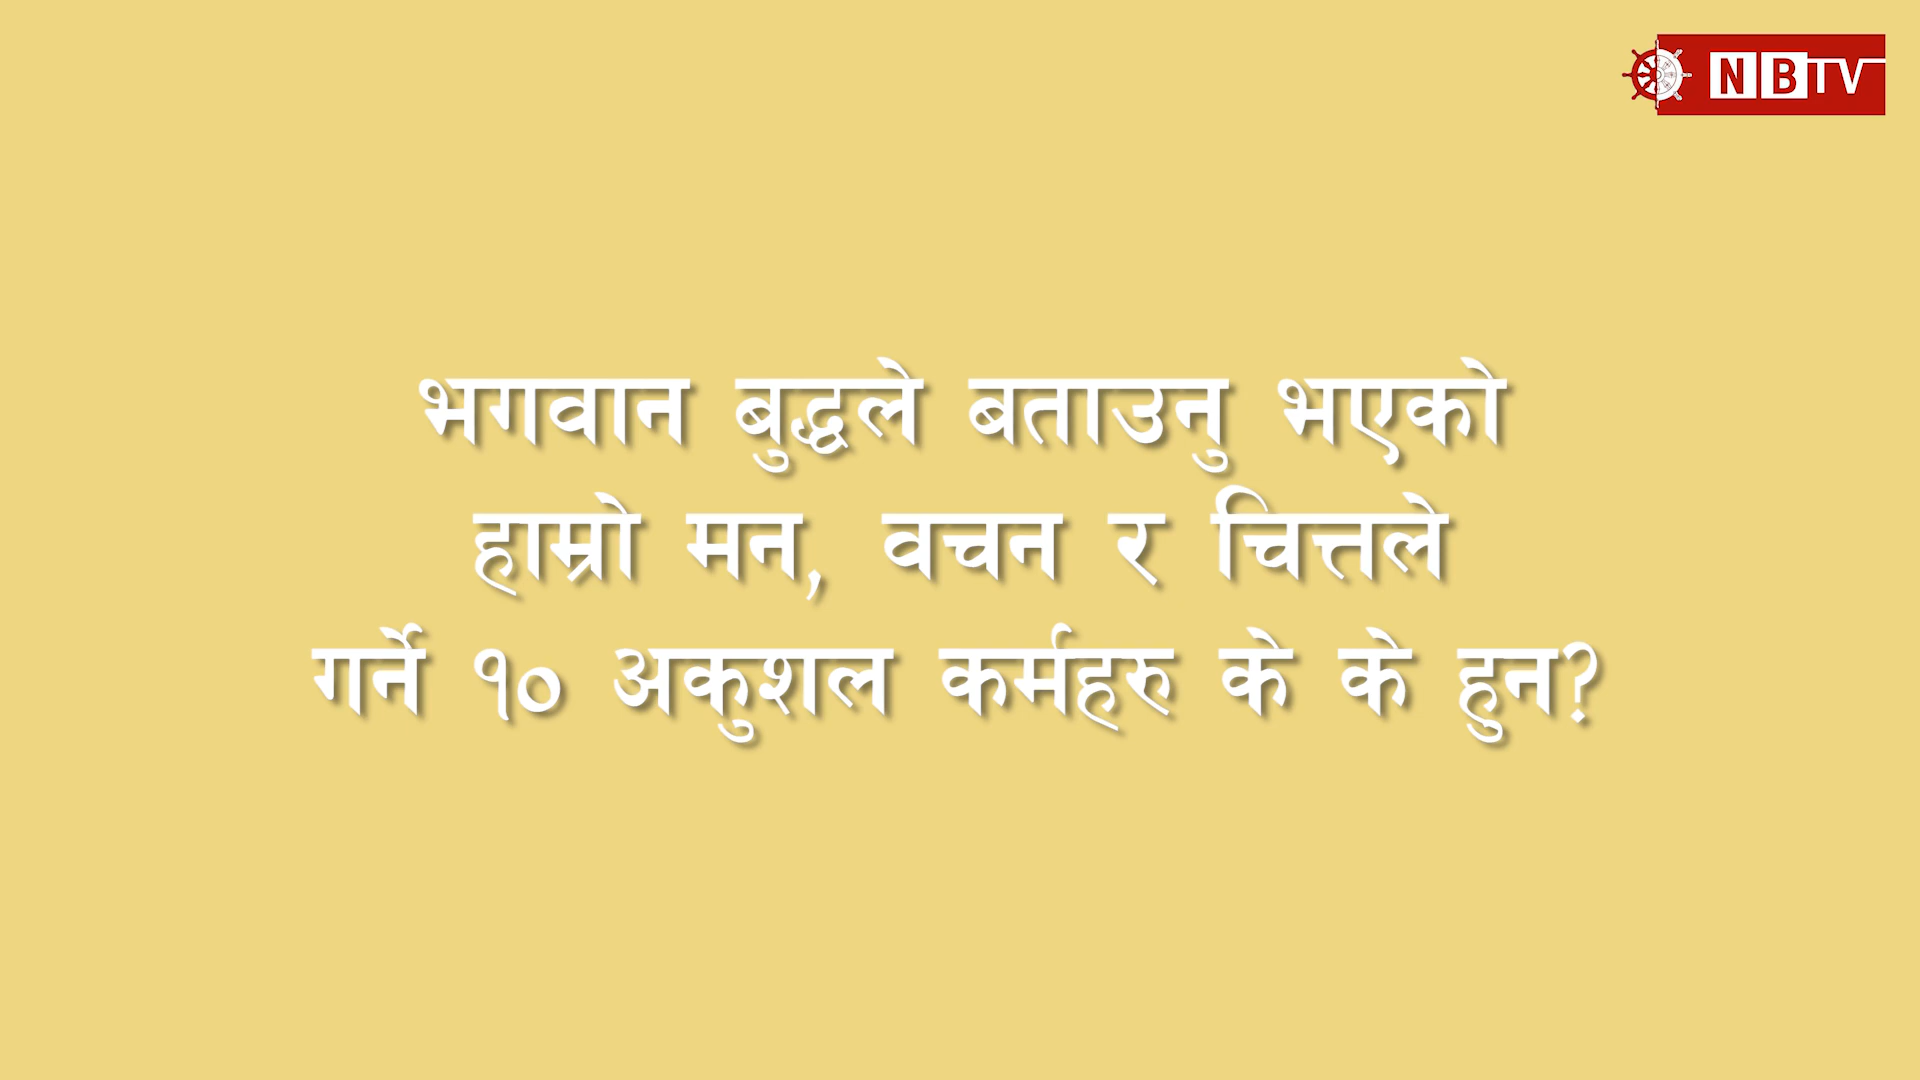 NBTV
भगवान बुद्धले बताउनु भएको
हाम्रो मन, वचन र चित्तले
गर्ने १० अकुशल कर्महरु के के हुन?